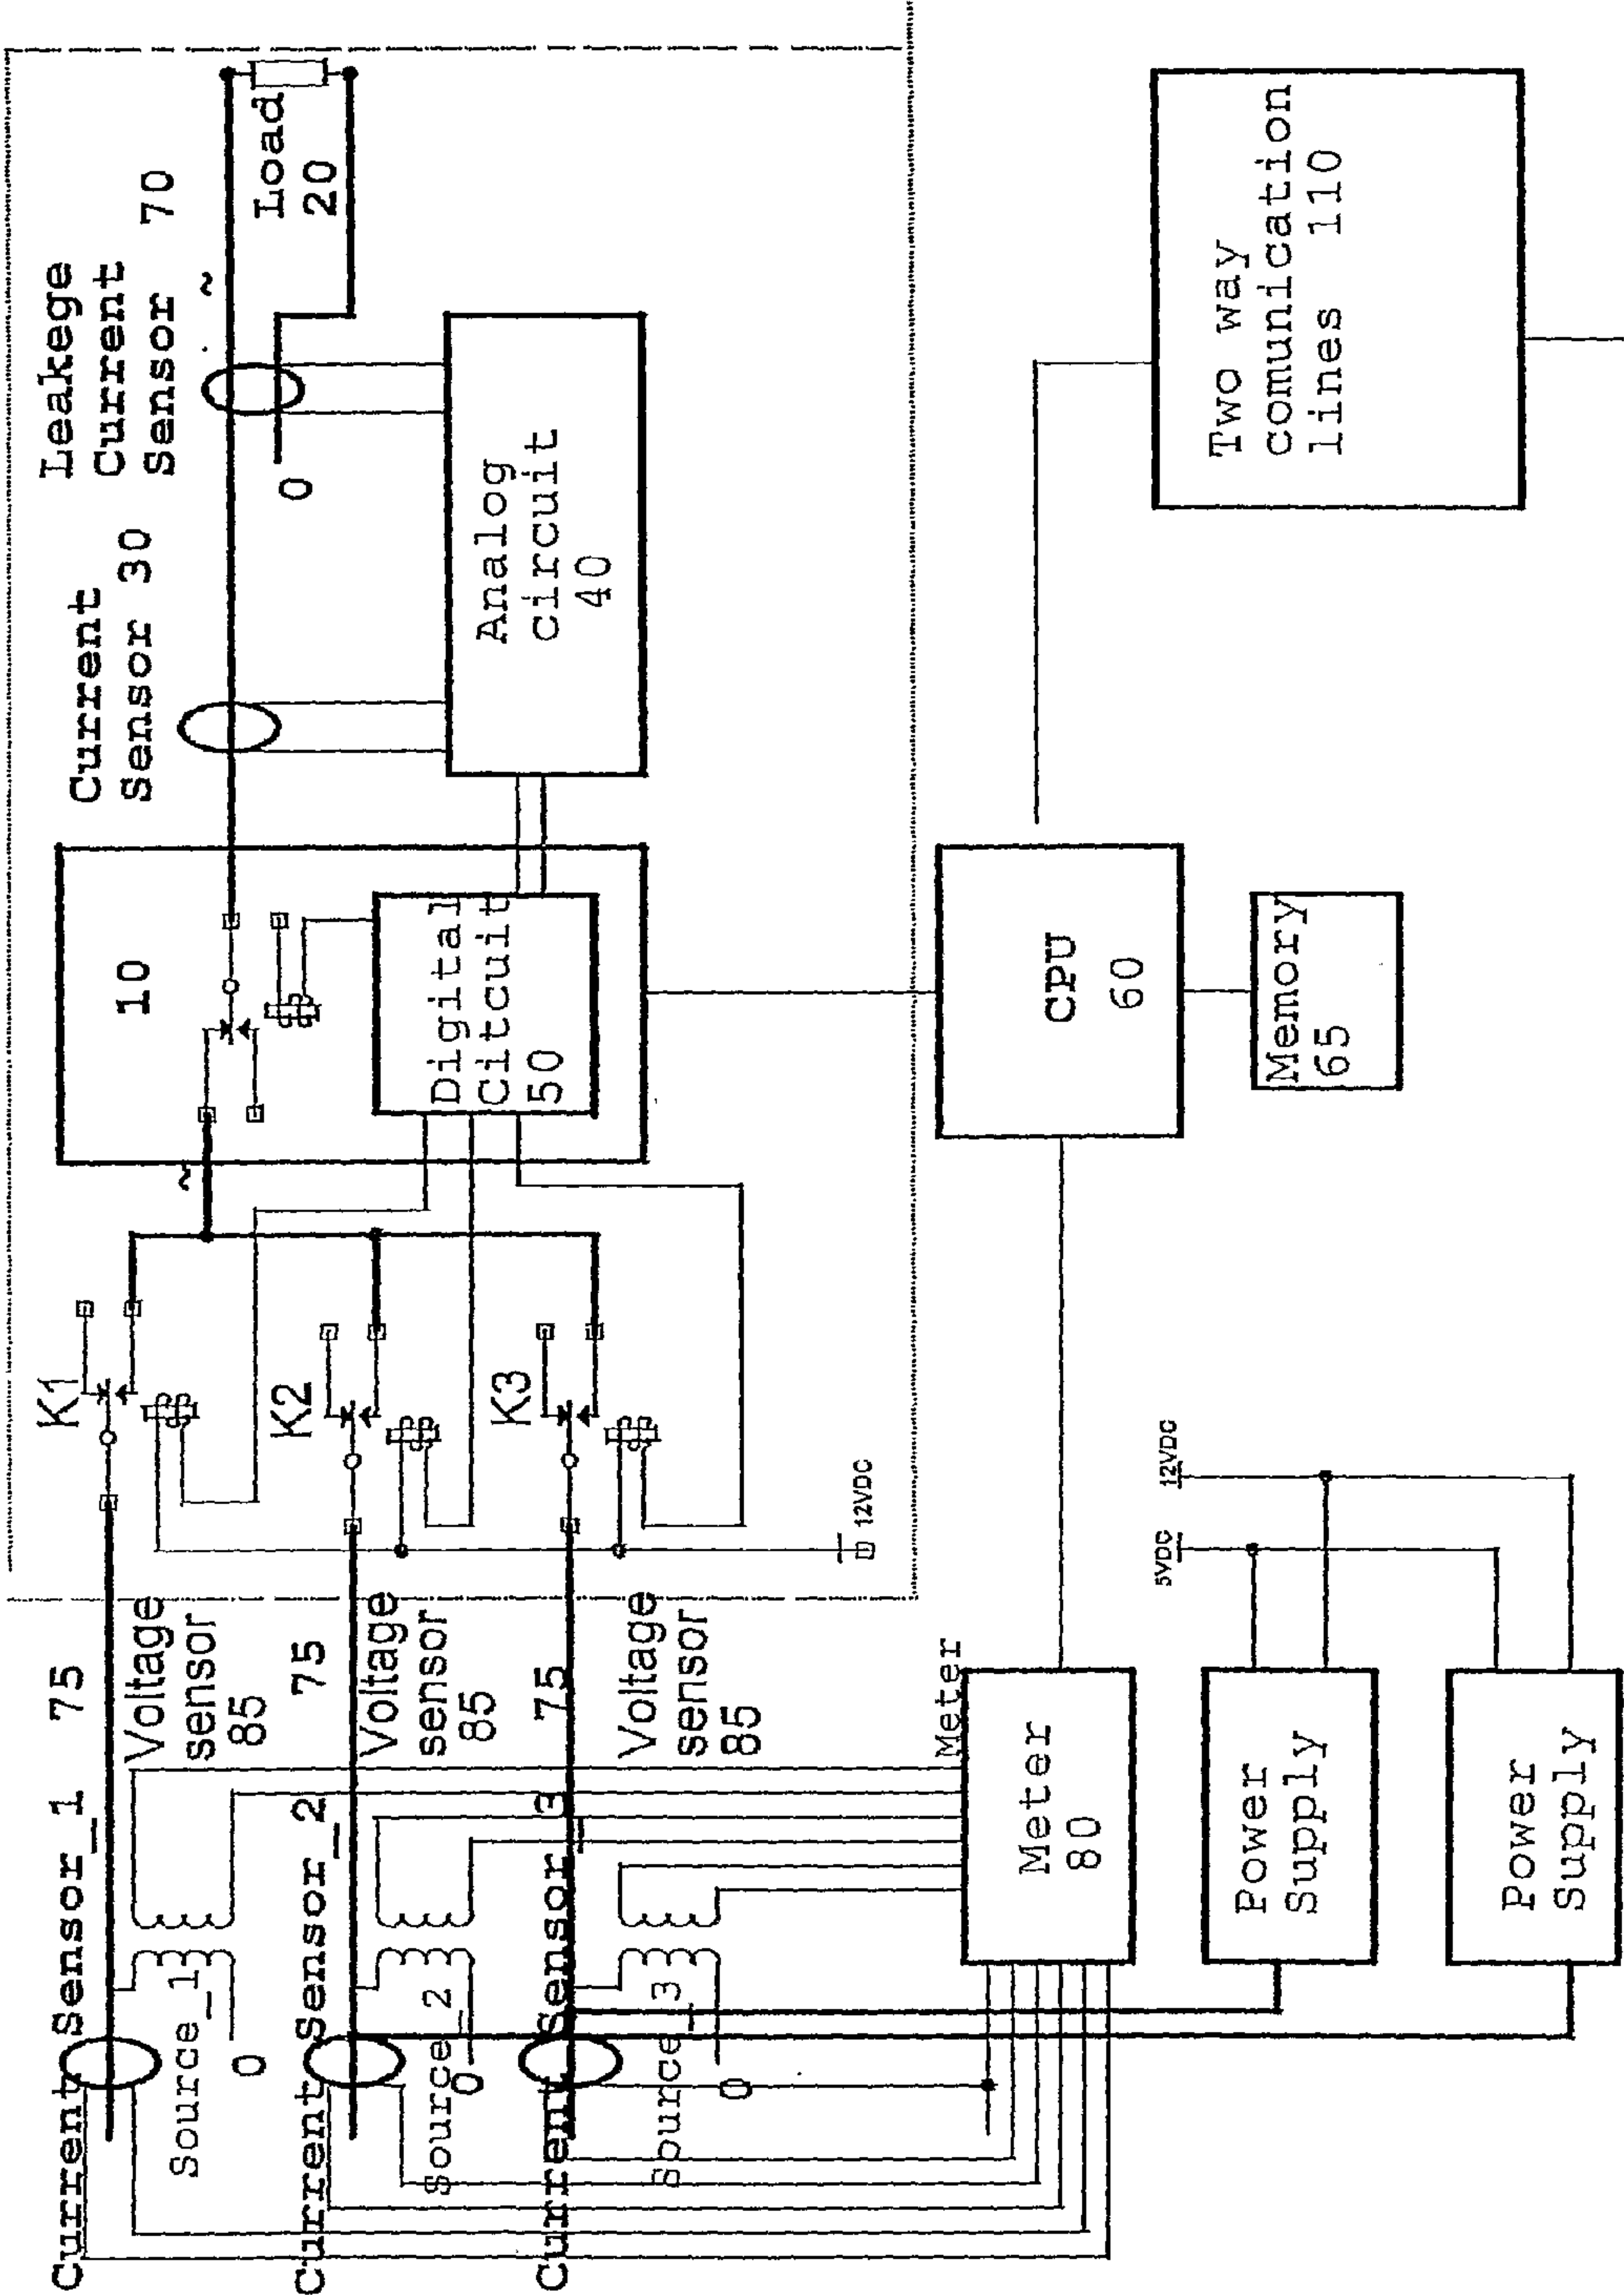 Current Sensor_1 75
Source_1
0
Voltage
sensor
85
K1
Current Sensor_2 75
Source_2
0
Voltage
sensor
85
K2
Current Sensor_3 75
Source_3
0
Voltage
sensor
85
K3
12VDC
~
10
Digital
Citcuit
50
Current
Sensor 30
Leakege
Current
Sensor 70
~
0
Load
20
Analog
circuit
40
Meter
Meter
80
CPU
60
Memory
65
Two way
comunication
lines 110
5VDC
12VDC
Power
Supply
Power
Supply